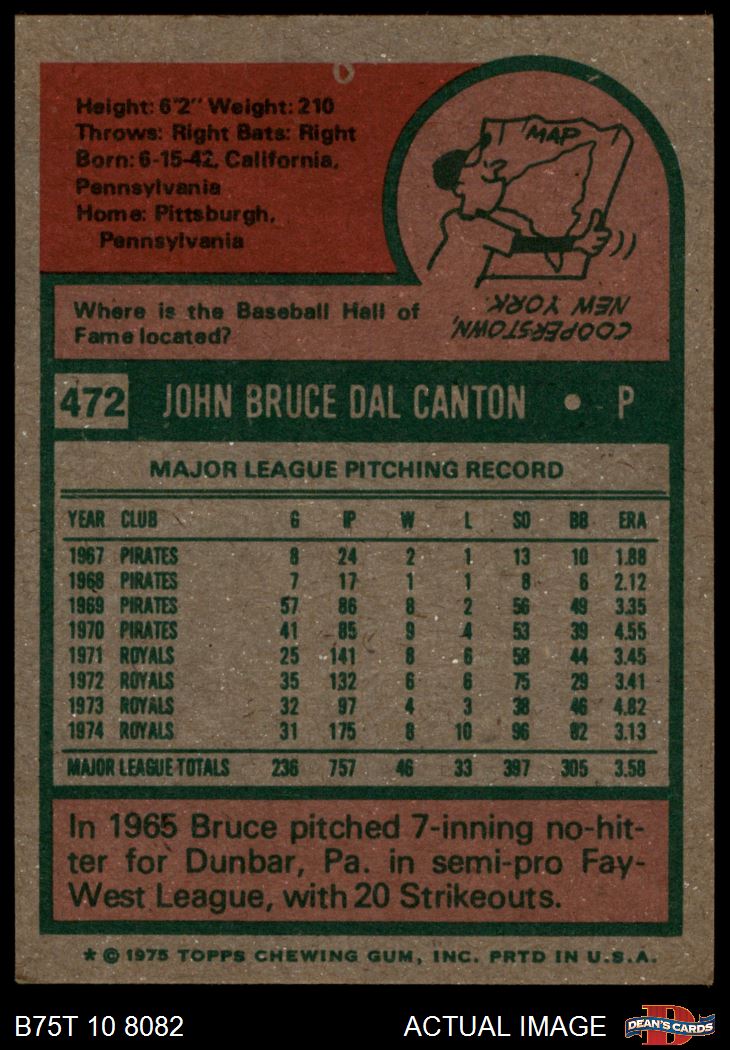 Height: 6'2" Weight: 210
Throws: Right Bats: Right
Born: 6-15-42, California,
Pennsylvania
Home: Pittsburgh,
Pennsylvania
MAP
COOPERSTOWN,
NEW YORK.
Where is the Baseball Hall of
Fame located?
472 JOHN BRUCE DAL CANTON • P
MAJOR LEAGUE PITCHING RECORD
YEAR CLUB G IP W L SO BB ERA
1967 PIRATES 8 24 2 1 13 10 1.88
1968 PIRATES 7 17 1 1 8 6 2.12
1969 PIRATES 57 86 8 2 56 49 3.35
1970 PIRATES 41 85 9 4 53 39 4.55
1971 ROYALS 25 141 8 6 58 44 3.45
1972 ROYALS 35 132 6 6 75 29 3.41
1973 ROYALS 32 97 4 3 38 46 4.82
1974 ROYALS 31 175 8 10 96 82 3.13
MAJOR LEAGUE TOTALS 236 757 46 33 397 305 3.58
In 1965 Bruce pitched 7-inning no-hit-
ter for Dunbar, Pa. in semi-pro Fay-
West League, with 20 Strikeouts.
* © 1975 TOPPS CHEWING GUM, INC. PRTD IN U.S.A.
B75T 10 8082 ACTUAL IMAGE
DEAN'S CARDS